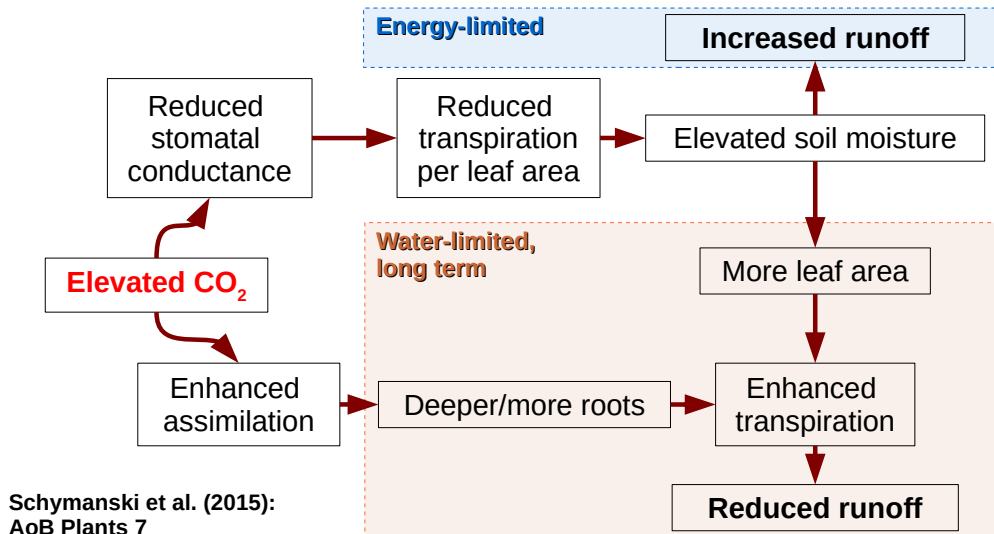 Energy-limited
Increased runoff
Reduced
stomatal
conductance
Reduced
transpiration
per leaf area
Elevated soil moisture
Water-limited,
long term
Elevated CO₂
More leaf area
Enhanced
assimilation
Deeper/more roots
Enhanced
transpiration
Reduced runoff
Schymanski et al. (2015):
AoB Plants 7